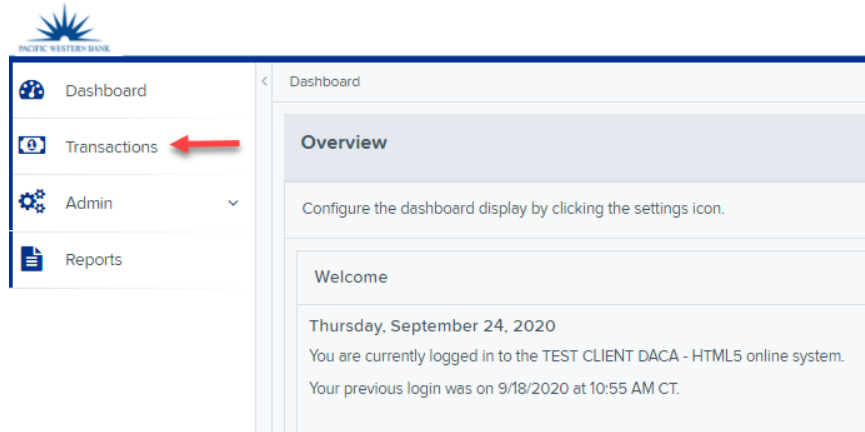 PACIFIC WESTERN BANK
Dashboard
Transactions
Admin
Reports
Dashboard
Overview
Configure the dashboard display by clicking the settings icon.
Welcome
Thursday, September 24, 2020
You are currently logged in to the TEST CLIENT DACA - HTML5 online system.
Your previous login was on 9/18/2020 at 10:55 AM CT.